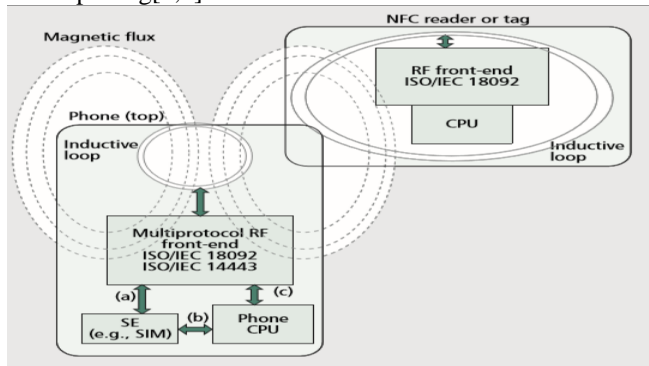 NFC reader or tag
Magnetic flux
RF front-end
ISO/IEC 18092
CPU
Inductive
loop
Phone (top)
Inductive
loop
Multiprotocol RF
front-end
ISO/IEC 18092
ISO/IEC 14443
(a)
(c)
(b)
SE
(e.g., SIM)
Phone
CPU